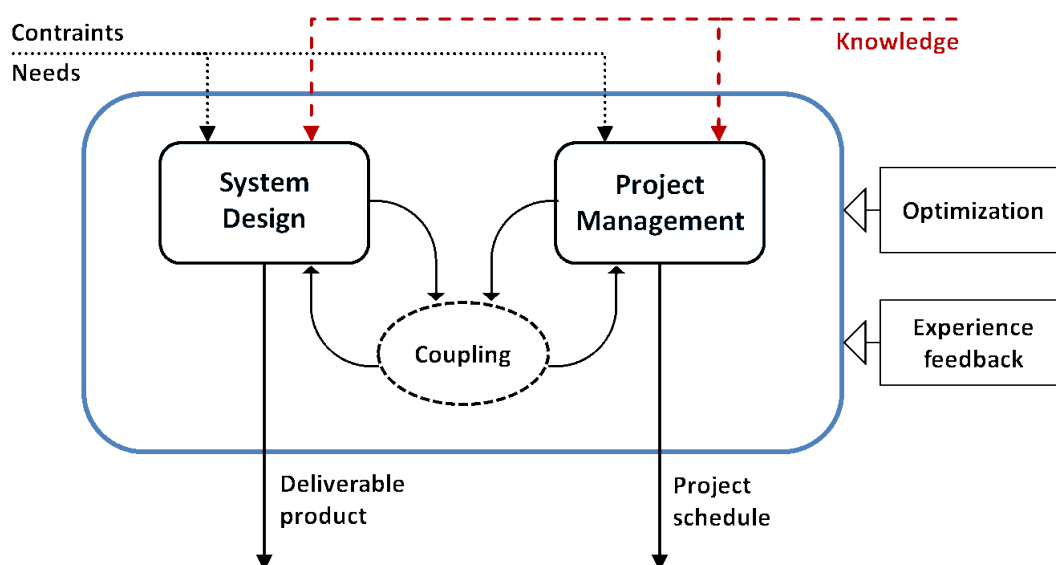 Contraints
Needs
Knowledge
System
Design
Project
Management
Optimization
Coupling
Experience
feedback
Deliverable
product
Project
schedule